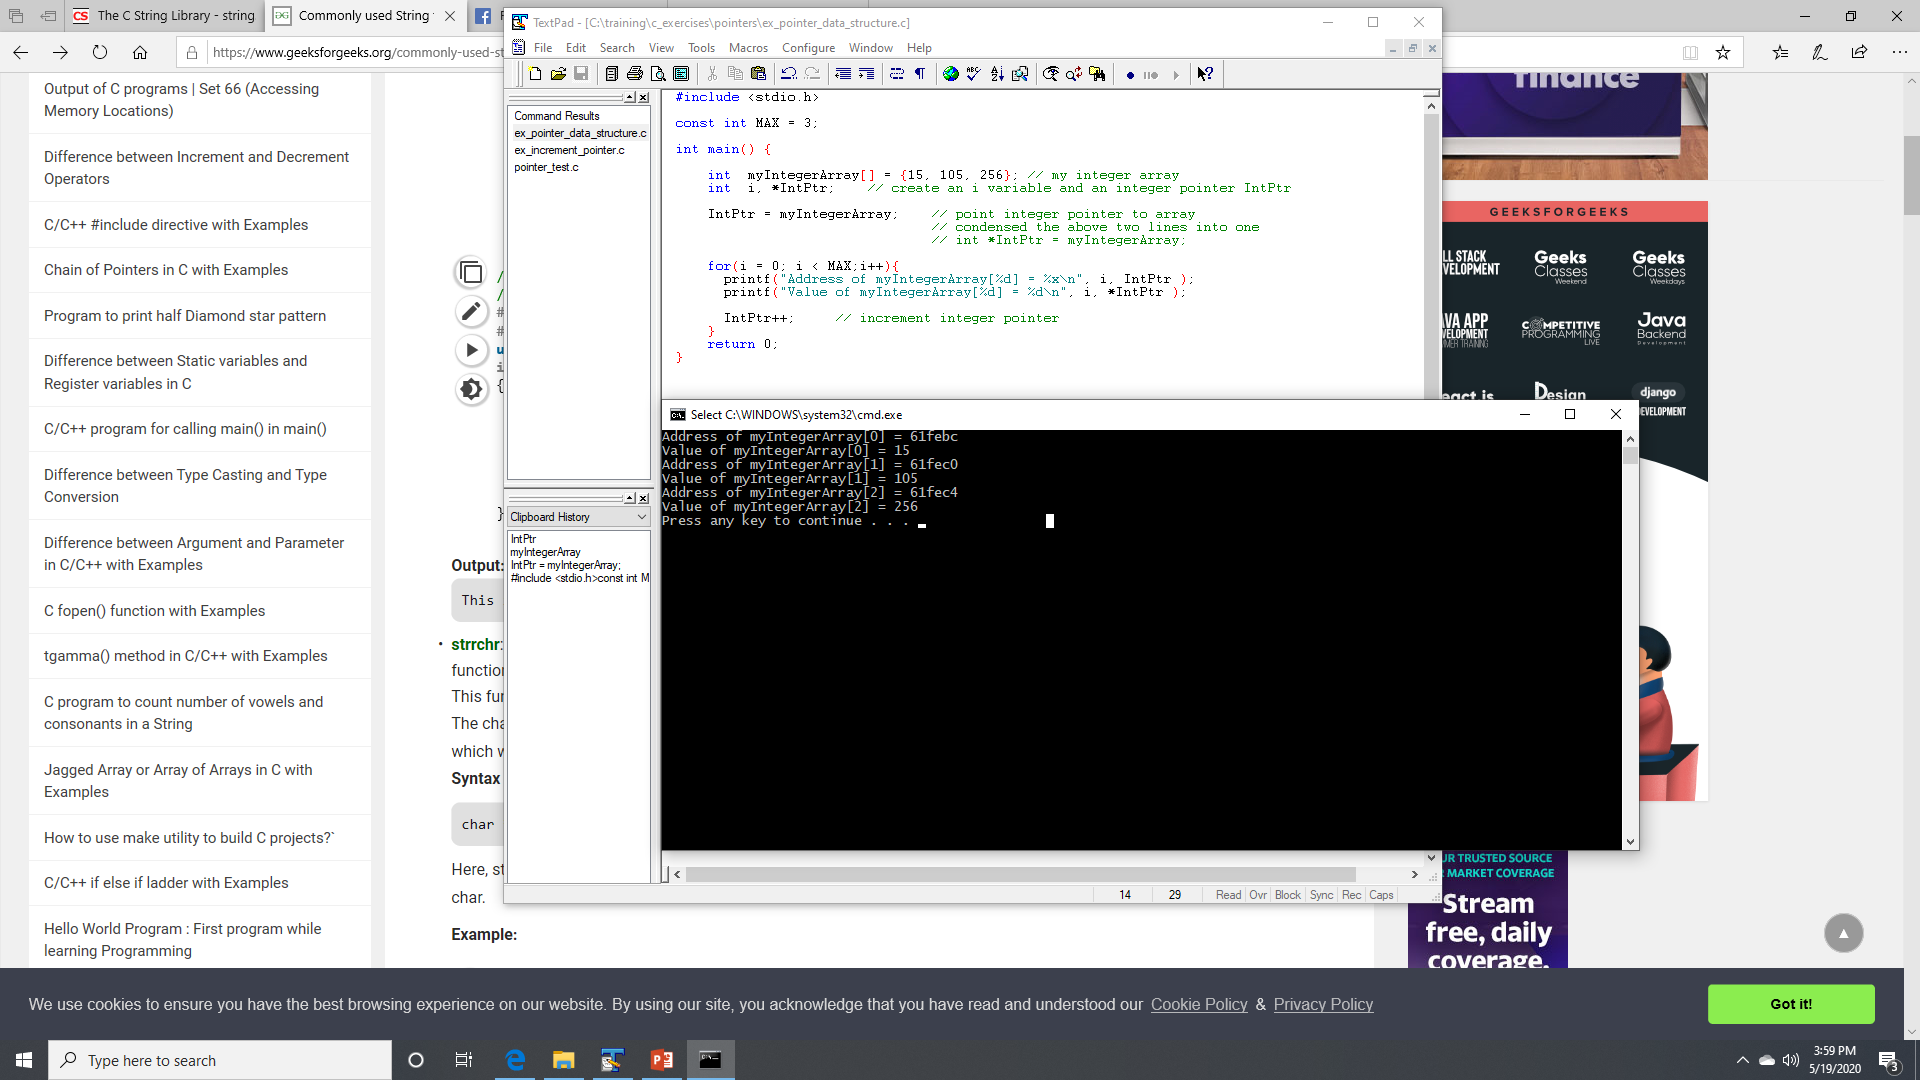 The C String Library - string
Commonly used String
https://www.geeksforgeeks.org/commonly-used-st
Output of C programs | Set 66 (Accessing
Memory Locations)
Difference between Increment and Decrement
Operators
C/C++ #include directive with Examples
Chain of Pointers in C with Examples
Program to print half Diamond star pattern
Difference between Static variables and
Register variables in C
C/C++ program for calling main() in main()
Difference between Type Casting and Type
Conversion
Difference between Argument and Parameter
in C/C++ with Examples
C fopen() function with Examples
tgamma() method in C/C++ with Examples
C program to count number of vowels and
consonants in a String
Jagged Array or Array of Arrays in C with
Examples
How to use make utility to build C projects?`
C/C++ if else if ladder with Examples
Hello World Program : First program while
learning Programming
/
/
#
#
u
i
{
}
Output:
This
• strrchr:
function
This fun
The cha
which w
Syntax
char
Here, st
char.
Example:
TextPad - [C:\training\c_exercises\pointers\ex_pointer_data_structure.c]
File Edit Search View Tools Macros Configure Window Help
Command Results
ex_pointer_data_structure.c
ex_increment_pointer.c
pointer_test.c
Clipboard History
IntPtr
myIntegerArray
IntPtr = myIntegerArray;
#include <stdio.h>const int M
#include <stdio.h>
const int MAX = 3;
int main() {
int  myIntegerArray[] = {15, 105, 256}; // my integer array
int  i, *IntPtr;    // create an i variable and an integer pointer IntPtr
IntPtr = myIntegerArray;    // point integer pointer to array
// condensed the above two lines into one
// int *IntPtr = myIntegerArray;
for(i = 0; i < MAX;i++){
printf("Address of myIntegerArray[%d] = %x\n", i, IntPtr );
printf("Value of myIntegerArray[%d] = %d\n", i, *IntPtr );
IntPtr++;     // increment integer pointer
}
return 0;
}
Select C:\WINDOWS\system32\cmd.exe
Address of myIntegerArray[0] = 61febc
Value of myIntegerArray[0] = 15
Address of myIntegerArray[1] = 61fec0
Value of myIntegerArray[1] = 105
Address of myIntegerArray[2] = 61fec4
Value of myIntegerArray[2] = 256
Press any key to continue . . .
14 29 Read Ovr Block Sync Rec Caps
finance
GEEKSFORGEEKS
LL STACK
VELOPMENT
Geeks
Classes
Weekend
Geeks
Classes
Weekdays
VA APP
VELOPMENT
MER TRAINING
COMPETITIVE
PROGRAMMING
LIVE
Java
Backend
Development
eact is
Design
django
DEVELOPMENT
UR TRUSTED SOURCE
R MARKET COVERAGE
Stream
free, daily
coverage.
We use cookies to ensure you have the best browsing experience on our website. By using our site, you acknowledge that you have read and understood our Cookie Policy & Privacy Policy
Got it!
Type here to search
3:59 PM
5/19/2020
3